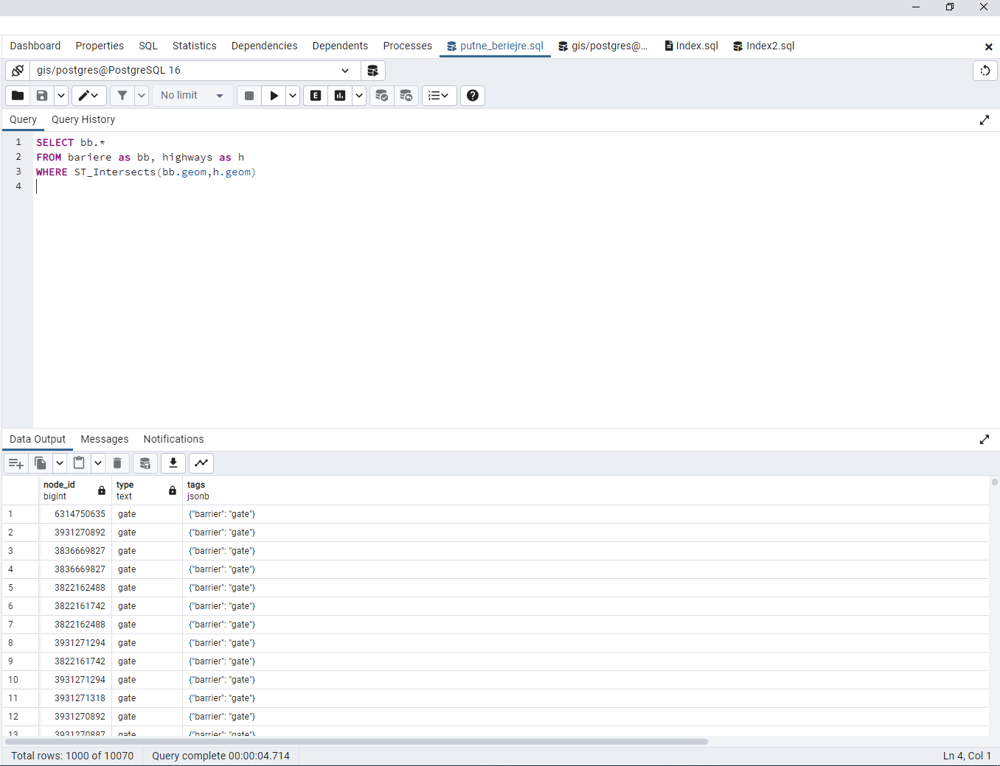 Dashboard Properties SQL Statistics Dependencies Dependents Processes putne_beriejre.sql gis/postgres@... Index.sql Index2.sql
gis/postgres@PostgreSQL 16
No limit E
Query Query History
1 SELECT bb.*
2 FROM bariere as bb, highways as h
3 WHERE ST_Intersects(bb.geom,h.geom)
4
Data Output Messages Notifications
node_id type tags
bigint text jsonb
1 6314750635 gate {"barrier": "gate"}
2 3931270892 gate {"barrier": "gate"}
3 3836669827 gate {"barrier": "gate"}
4 3836669827 gate {"barrier": "gate"}
5 3822162488 gate {"barrier": "gate"}
6 3822161742 gate {"barrier": "gate"}
7 3822162488 gate {"barrier": "gate"}
8 3931271294 gate {"barrier": "gate"}
9 3822161742 gate {"barrier": "gate"}
10 3931271294 gate {"barrier": "gate"}
11 3931271318 gate {"barrier": "gate"}
12 3931270892 gate {"barrier": "gate"}
13 3931270887 gate {"barrier": "gate"}
Total rows: 1000 of 10070 Query complete 00:00:04.714 Ln 4, Col 1